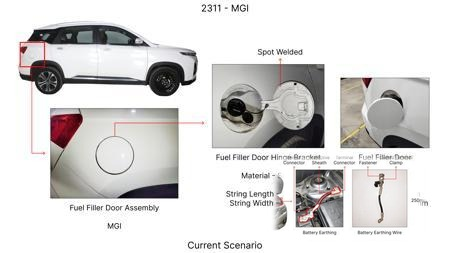 2311 - MGI
Spot Welded
Fuel Filler Door Hinge Bracket
Fuel Filler Door
Connector
Sheath
Connector
Fastener
Clamp
Material -
String Length
String Width
250
m
Fuel Filler Door Assembly
Battery Earthing
Battery Earthing Wire
MGI
Current Scenario